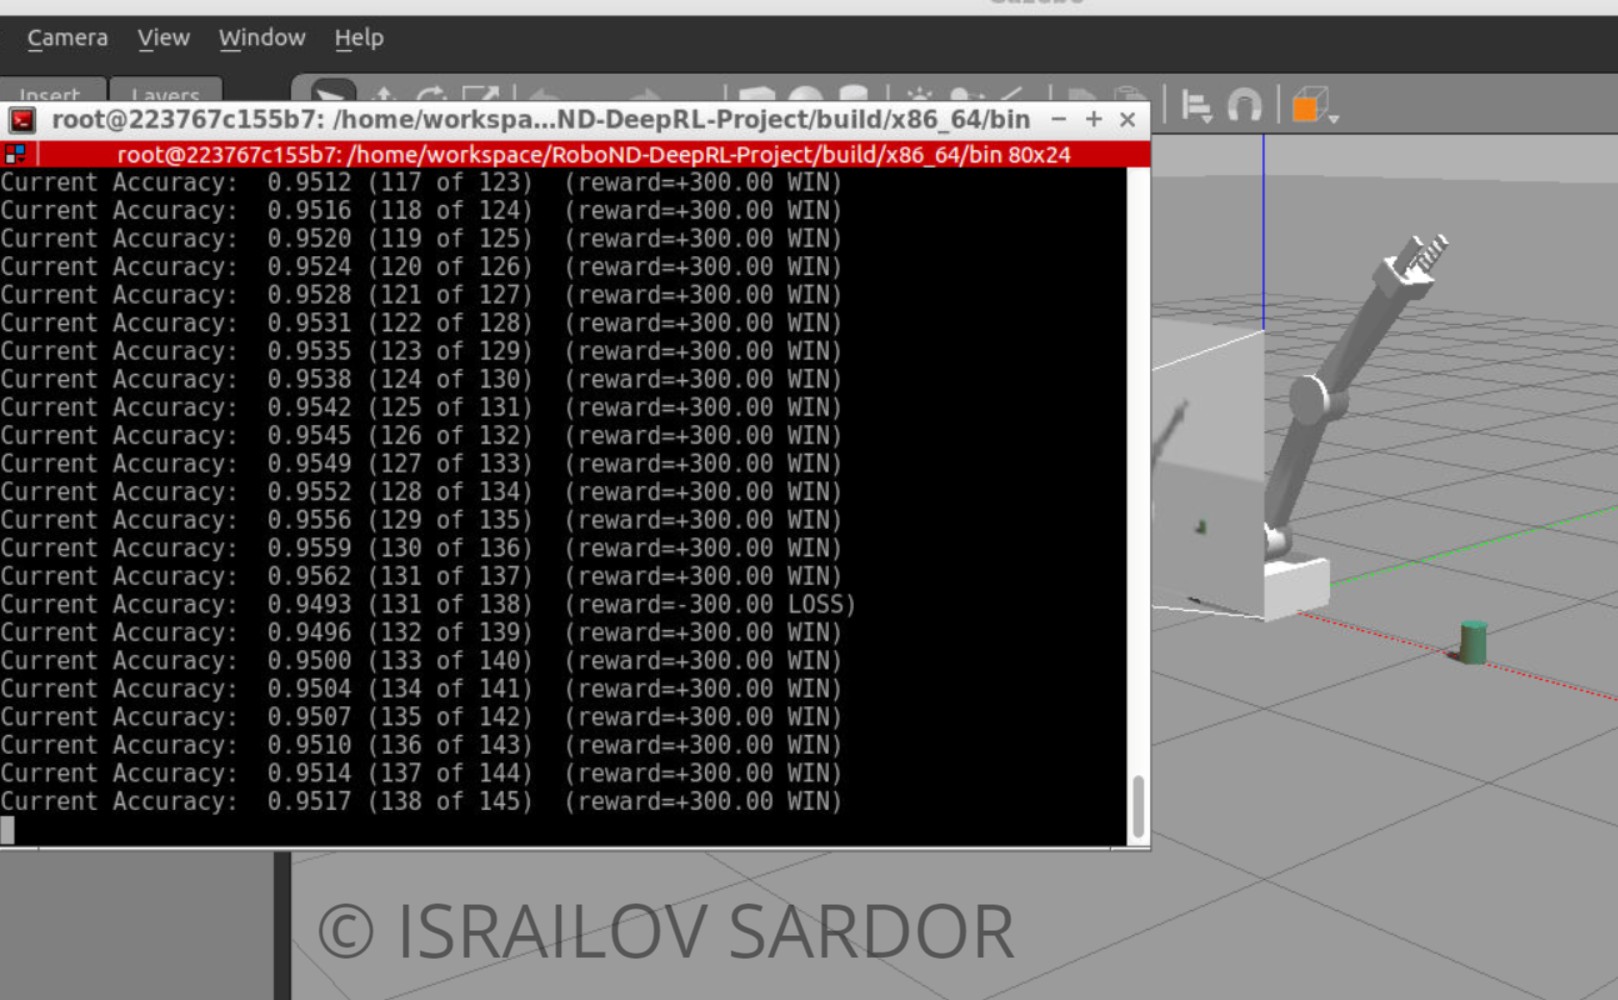 Camera View Window Help
Insert Layers
root@223767c155b7: /home/workspa...ND-DeepRL-Project/build/x86_64/bin
root@223767c155b7: /home/workspace/RoboND-DeepRL-Project/build/x86_64/bin 80x24
Current Accuracy: 0.9512 (117 of 123) (reward=+300.00 WIN)
Current Accuracy: 0.9516 (118 of 124) (reward=+300.00 WIN)
Current Accuracy: 0.9520 (119 of 125) (reward=+300.00 WIN)
Current Accuracy: 0.9524 (120 of 126) (reward=+300.00 WIN)
Current Accuracy: 0.9528 (121 of 127) (reward=+300.00 WIN)
Current Accuracy: 0.9531 (122 of 128) (reward=+300.00 WIN)
Current Accuracy: 0.9535 (123 of 129) (reward=+300.00 WIN)
Current Accuracy: 0.9538 (124 of 130) (reward=+300.00 WIN)
Current Accuracy: 0.9542 (125 of 131) (reward=+300.00 WIN)
Current Accuracy: 0.9545 (126 of 132) (reward=+300.00 WIN)
Current Accuracy: 0.9549 (127 of 133) (reward=+300.00 WIN)
Current Accuracy: 0.9552 (128 of 134) (reward=+300.00 WIN)
Current Accuracy: 0.9556 (129 of 135) (reward=+300.00 WIN)
Current Accuracy: 0.9559 (130 of 136) (reward=+300.00 WIN)
Current Accuracy: 0.9562 (131 of 137) (reward=+300.00 WIN)
Current Accuracy: 0.9493 (131 of 138) (reward=-300.00 LOSS)
Current Accuracy: 0.9496 (132 of 139) (reward=+300.00 WIN)
Current Accuracy: 0.9500 (133 of 140) (reward=+300.00 WIN)
Current Accuracy: 0.9504 (134 of 141) (reward=+300.00 WIN)
Current Accuracy: 0.9507 (135 of 142) (reward=+300.00 WIN)
Current Accuracy: 0.9510 (136 of 143) (reward=+300.00 WIN)
Current Accuracy: 0.9514 (137 of 144) (reward=+300.00 WIN)
Current Accuracy: 0.9517 (138 of 145) (reward=+300.00 WIN)
© ISRAILOV SARDOR